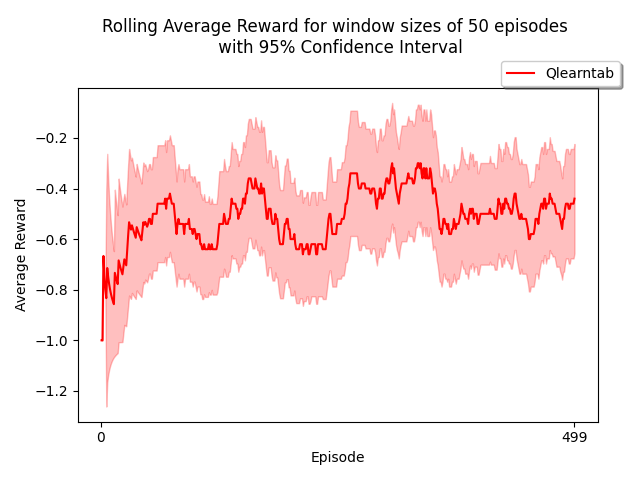 Rolling Average Reward for window sizes of 50 episodes
with 95% Confidence Interval
Qlearntab
−0.2
−0.4
−0.6
−0.8
−1.0
−1.2
Average Reward
0
499
Episode